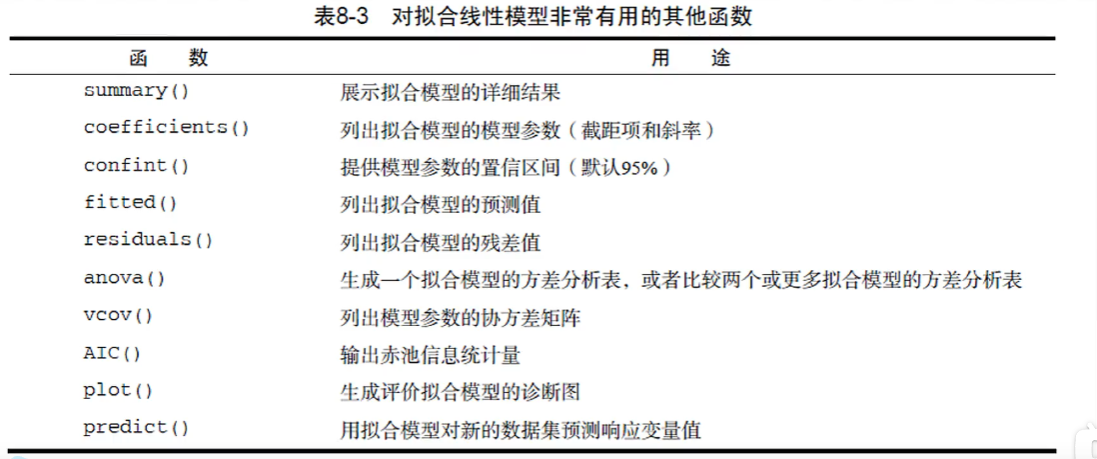 表8-3 对拟合线性模型非常有用的其他函数
函 数 用 途
summary() 展示拟合模型的详细结果
coefficients() 列出拟合模型的模型参数（截距项和斜率）
confint() 提供模型参数的置信区间（默认95%）
fitted() 列出拟合模型的预测值
residuals() 列出拟合模型的残差值
anova() 生成一个拟合模型的方差分析表，或者比较两个或更多拟合模型的方差分析表
vcov() 列出模型参数的协方差矩阵
AIC() 输出赤池信息统计量
plot() 生成评价拟合模型的诊断图
predict() 用拟合模型对新的数据集预测响应变量值